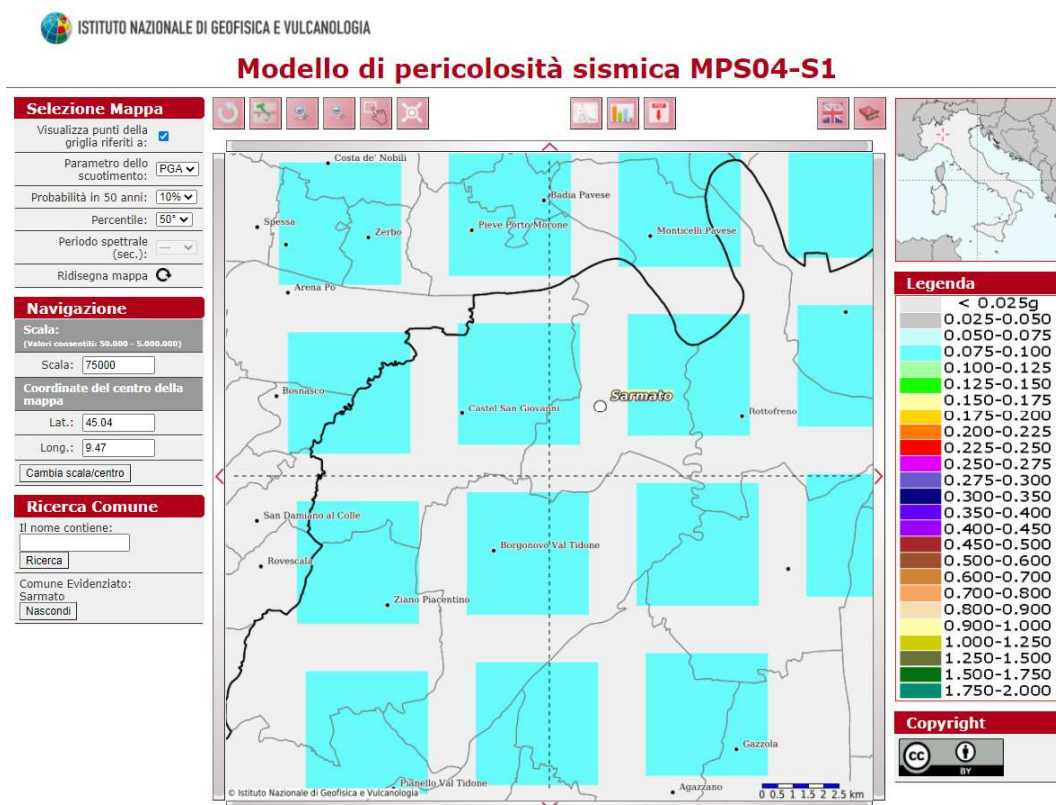 ISTITUTO NAZIONALE DI GEOFISICA E VULCANOLOGIA
Modello di pericolosità sismica MPS04-S1
Selezione Mappa
Visualizza punti della
griglia riferiti a:
Parametro dello
scuotimento: PGA
Probabilità in 50 anni: 10%
Percentile: 50°
Periodo spettrale
(sec.): ---
Ridisegna mappa
Navigazione
Scala:
(Valori consentiti: 50.000 - 5.000.000)
Scala: 75000
Coordinate del centro della
mappa
Lat.: 45.04
Long.: 9.47
Cambia scala/centro
Ricerca Comune
Il nome contiene:
Ricerca
Comune Evidenziato:
Sarmato
Nascondi
Costa de' Nobili
Badia Pavese
Spessa
Zerbo
Pieve Porto Morone
Monticelli Pavese
Arena Po
Bosnasco
Castel San Giovanni
Sarmato
Rottofreno
San Damiano al Colle
Borgonovo Val Tidone
Rovescala
Ziano Piacentino
Gazzola
Pianello Val Tidone
Agazzano
© Istituto Nazionale di Geofisica e Vulcanologia
0 0.5 1 1.5 2 2.5 km
Legenda
< 0.025g
0.025-0.050
0.050-0.075
0.075-0.100
0.100-0.125
0.125-0.150
0.150-0.175
0.175-0.200
0.200-0.225
0.225-0.250
0.250-0.275
0.275-0.300
0.300-0.350
0.350-0.400
0.400-0.450
0.450-0.500
0.500-0.600
0.600-0.700
0.700-0.800
0.800-0.900
0.900-1.000
1.000-1.250
1.250-1.500
1.500-1.750
1.750-2.000
Copyright
cc
BY